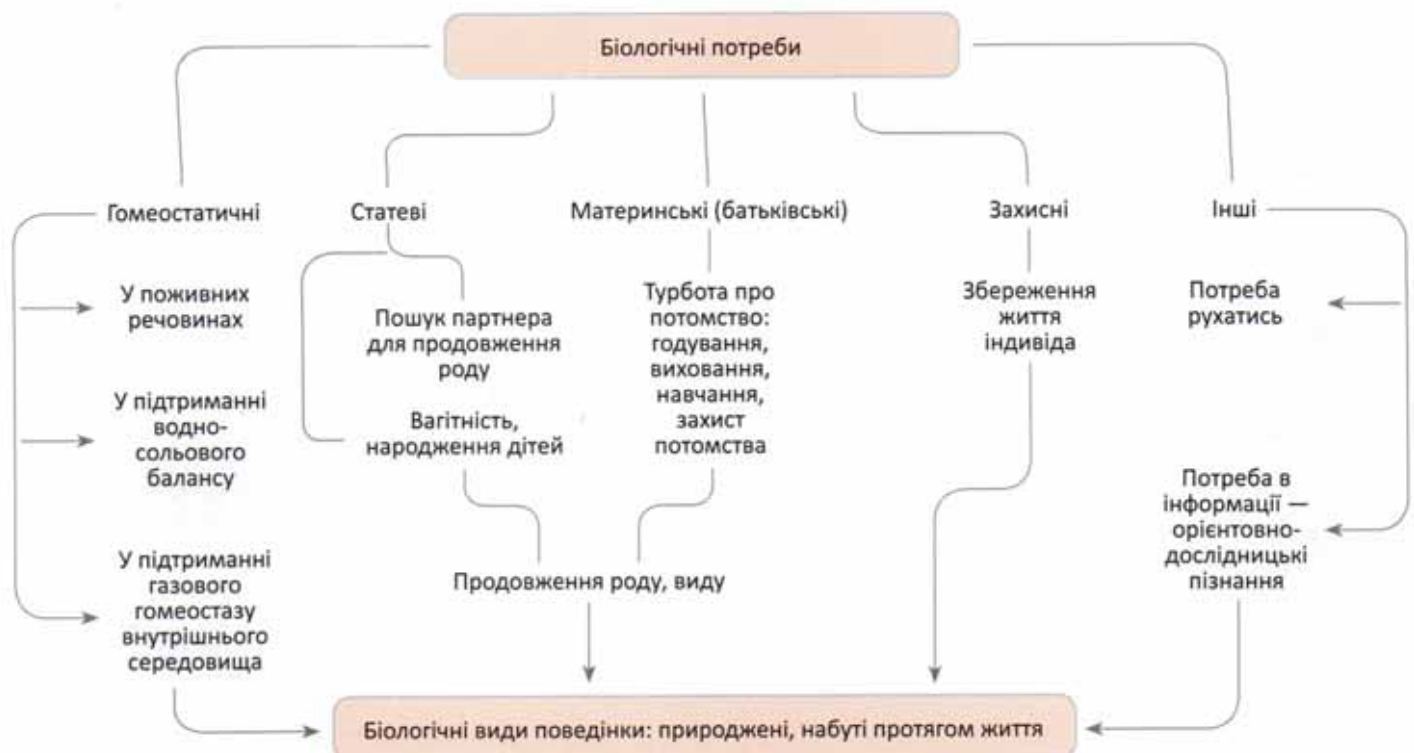 Біологічні потреби
Гомеостатичні
Статеві
Материнські (батьківські)
Захисні
Інші
У поживних
речовинах
У підтриманні
водно-
сольового
балансу
У підтриманні
газового
гомеостазу
внутрішнього
середовища
Пошук партнера
для продовження
роду
Вагітність,
народження дітей
Турбота про
потомство:
годування,
виховання,
навчання,
захист
потомства
Продовження роду, виду
Збереження
життя
індивіда
Потреба
рухатись
Потреба в
інформації —
орієнтовно-
дослідницькі
пізнання
Біологічні види поведінки: природжені, набуті протягом життя